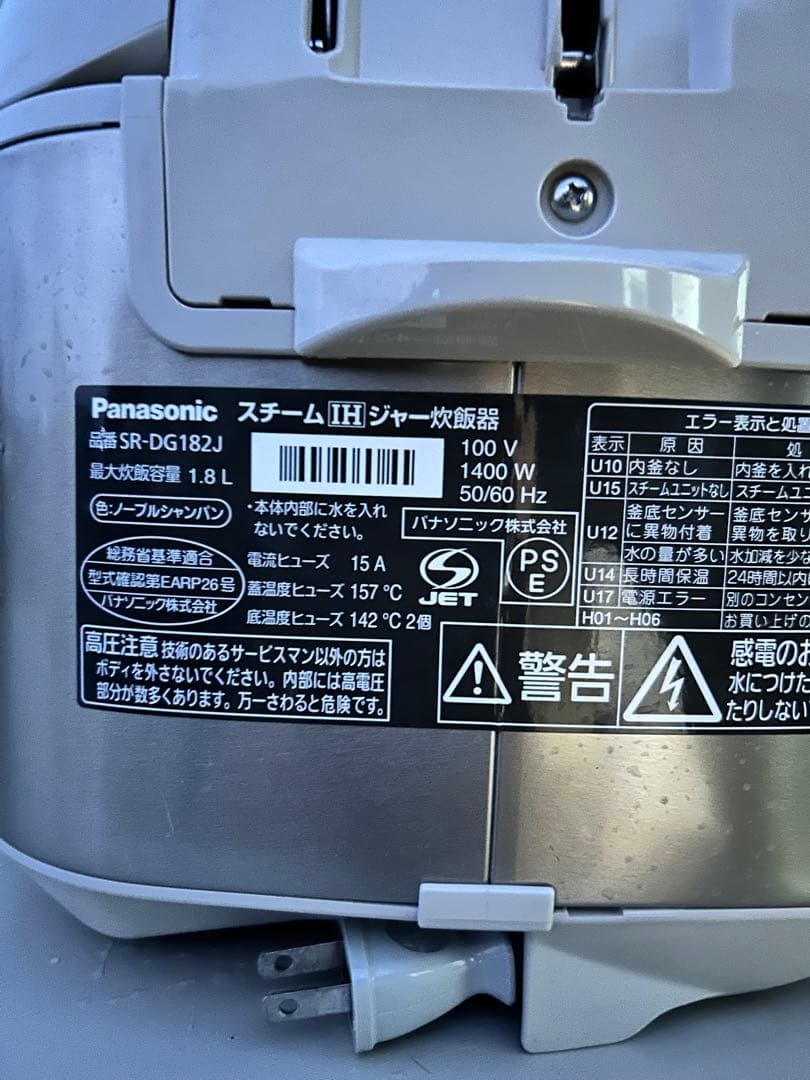 Panasonic スチームIHジャー炊飯器
品番 SR-DG182J
最大炊飯容量 1.8 L
100 V
1400 W
50/60 Hz
色:ノーブルシャンパン
・本体内部に水を入れ
ないでください。
パナソニック株式会社
総務省基準適合
型式確認第EARP26号
パナソニック株式会社
電流ヒューズ 15 A
蓋温度ヒューズ 157 ℃
底温度ヒューズ 142 ℃ 2個
JET
PS
E
高圧注意 技術のあるサービスマン以外の方は
ボディを外さないでください。内部には高電圧
部分が数多くあります。万一さわると危険です。
エラー表示と処置
表示 原因 処
U10 内釜なし 内釜を入れ
U15 スチームユニットなし スチームユ
U12 釜底センサー に異物付着 釜底センサ 異物を取り
水の量が多い 水加減を少な
U14 長時間保温 24時間以内
U17 電源エラー 別のコンセン
H01〜H06 お買い上げの
警告
感電のお
水につけた
たりしない